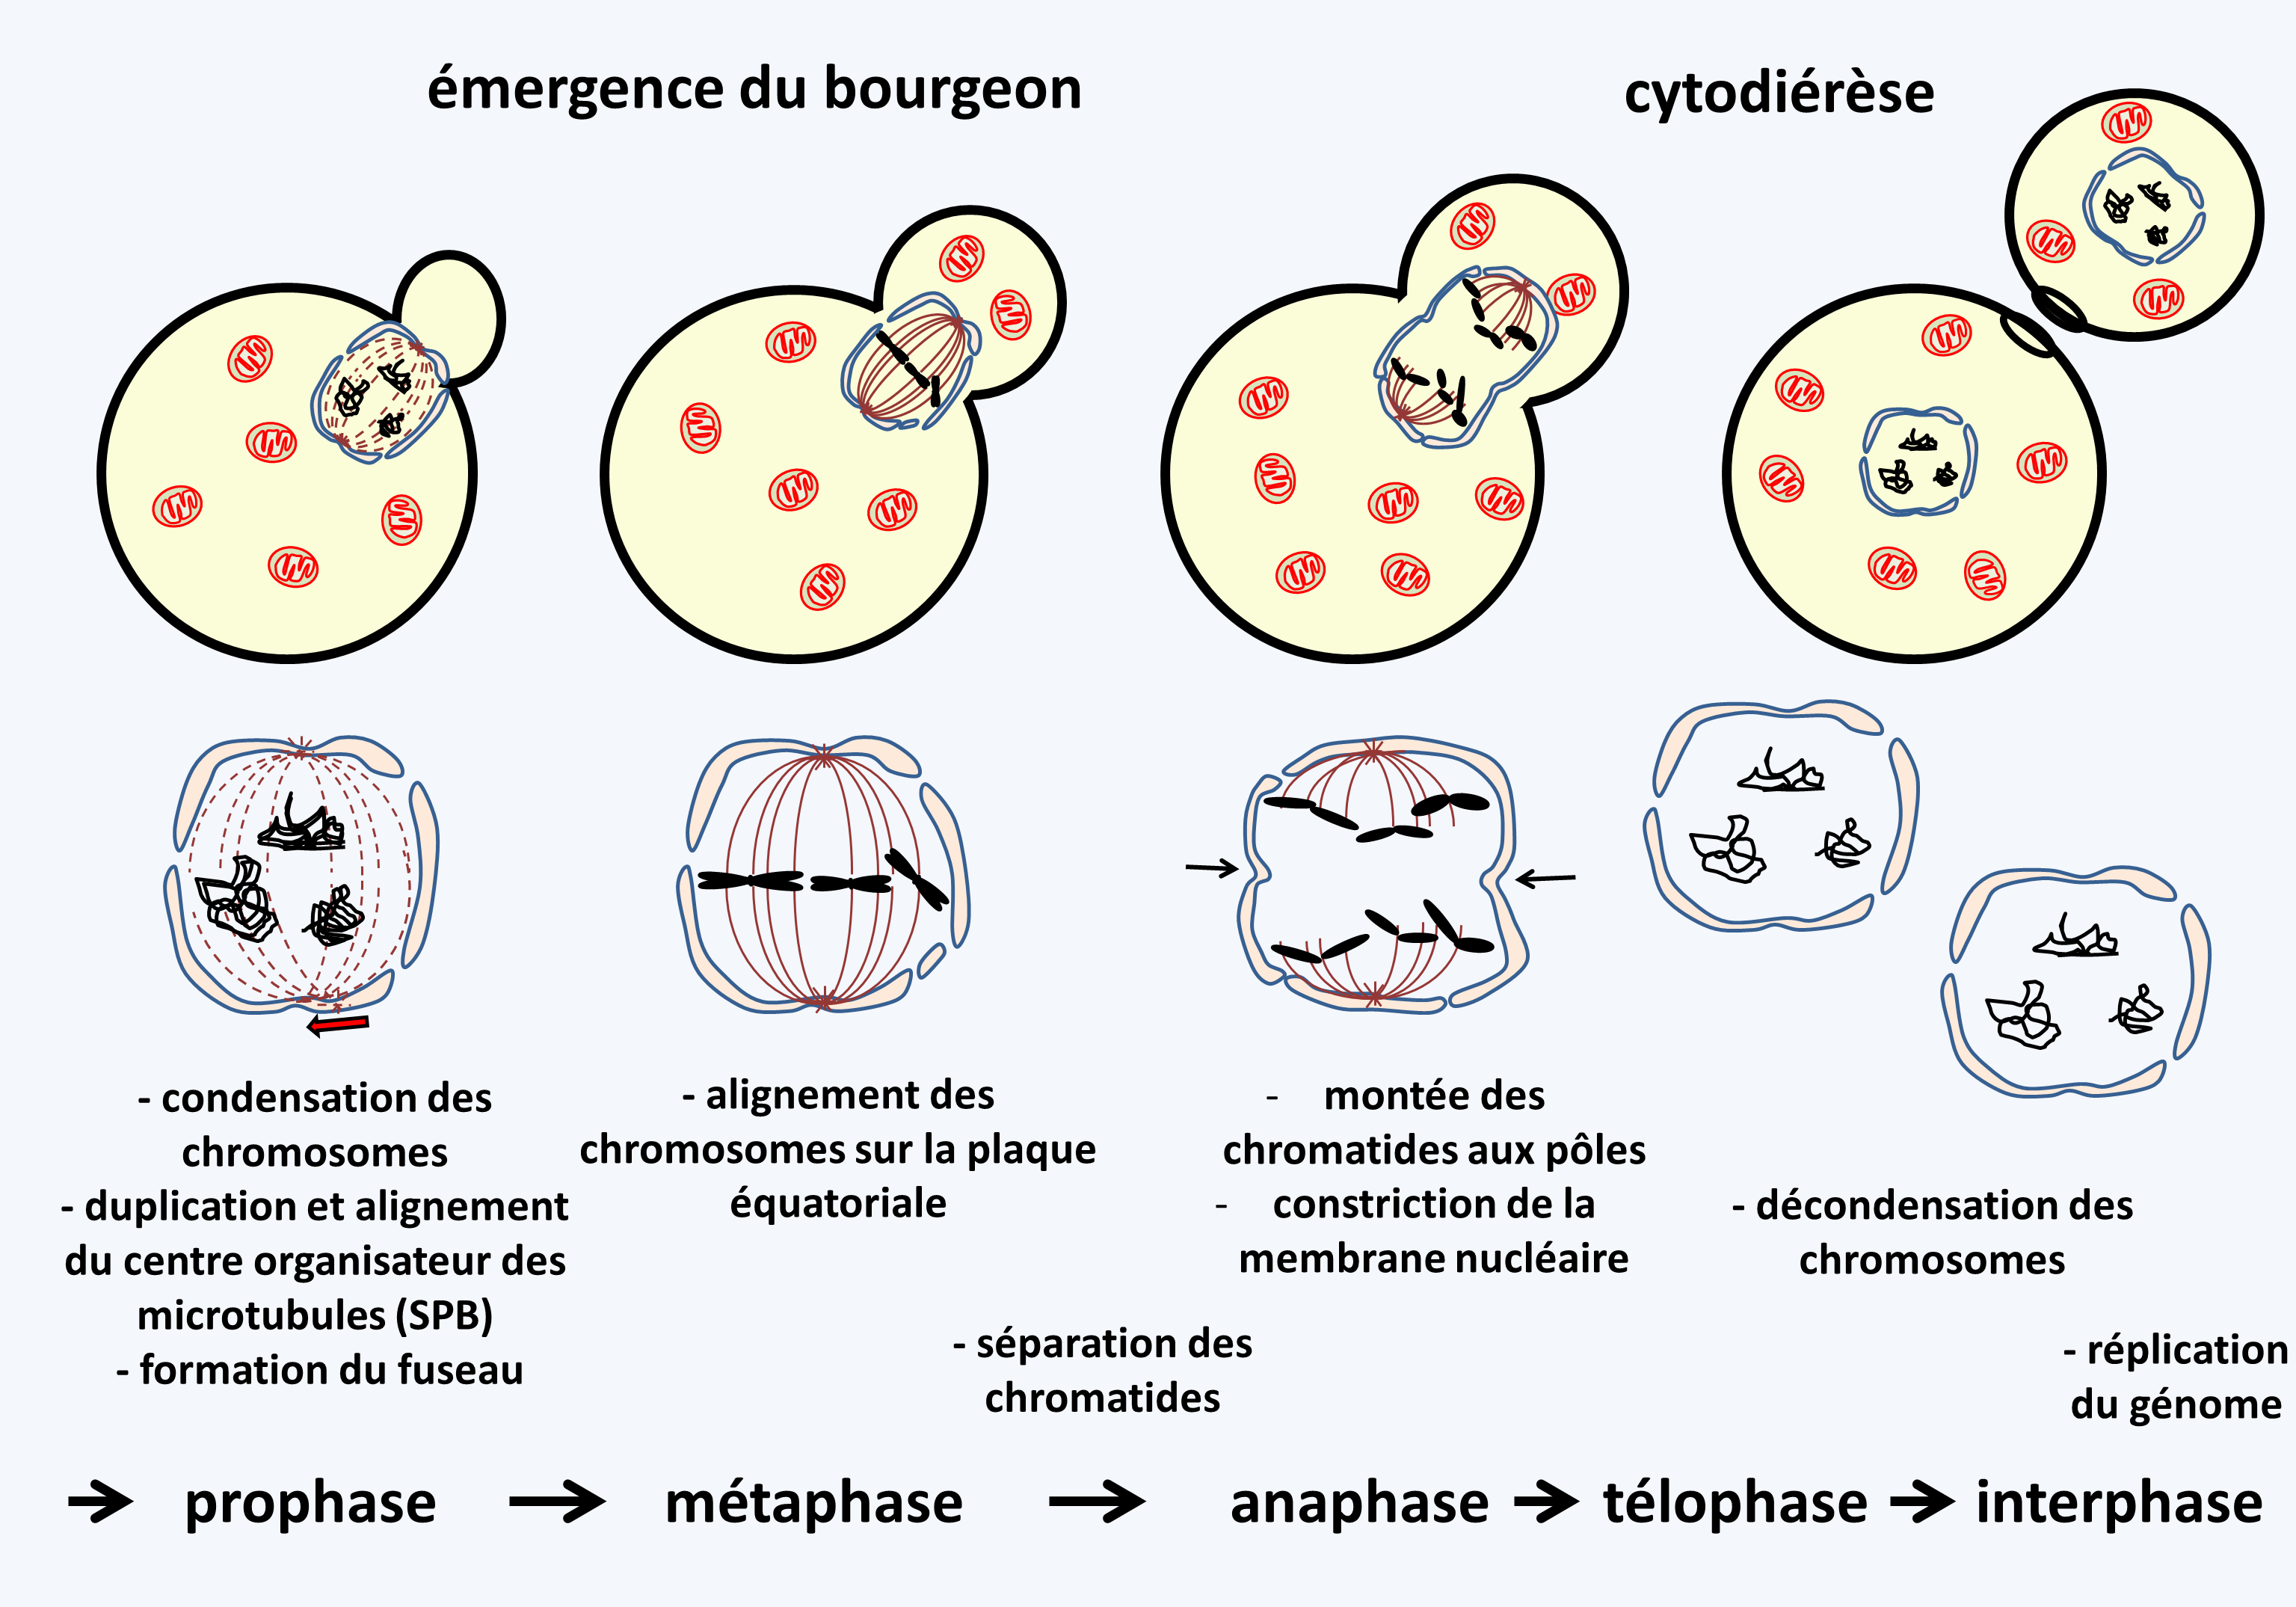 émergence du bourgeon
cytodiérèse
- condensation des
chromosomes
- duplication et alignement
du centre organisateur des
microtubules (SPB)
- formation du fuseau
- alignement des
chromosomes sur la plaque
équatoriale
- séparation des
chromatides
- montée des
chromatides aux pôles
- constriction de la
membrane nucléaire
- décondensation des
chromosomes
- réplication
du génome
→ prophase → métaphase → anaphase → télophase → interphase